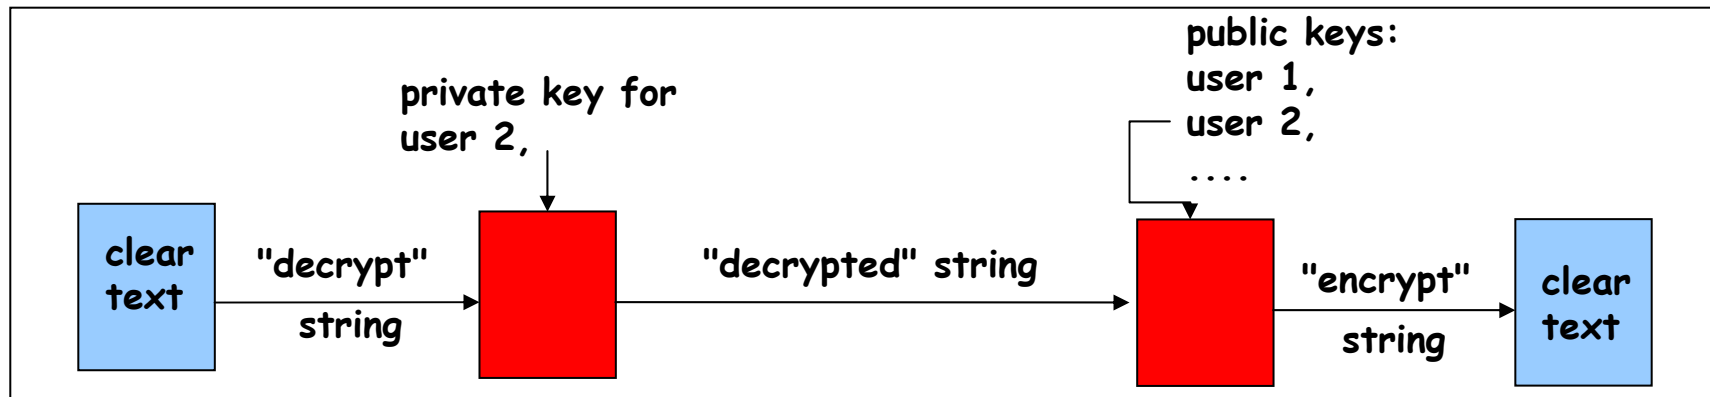 public keys:
user 1,
user 2,
....
private key for
user 2,
clear
text
"decrypt"
string
"decrypted" string
"encrypt"
string
clear
text